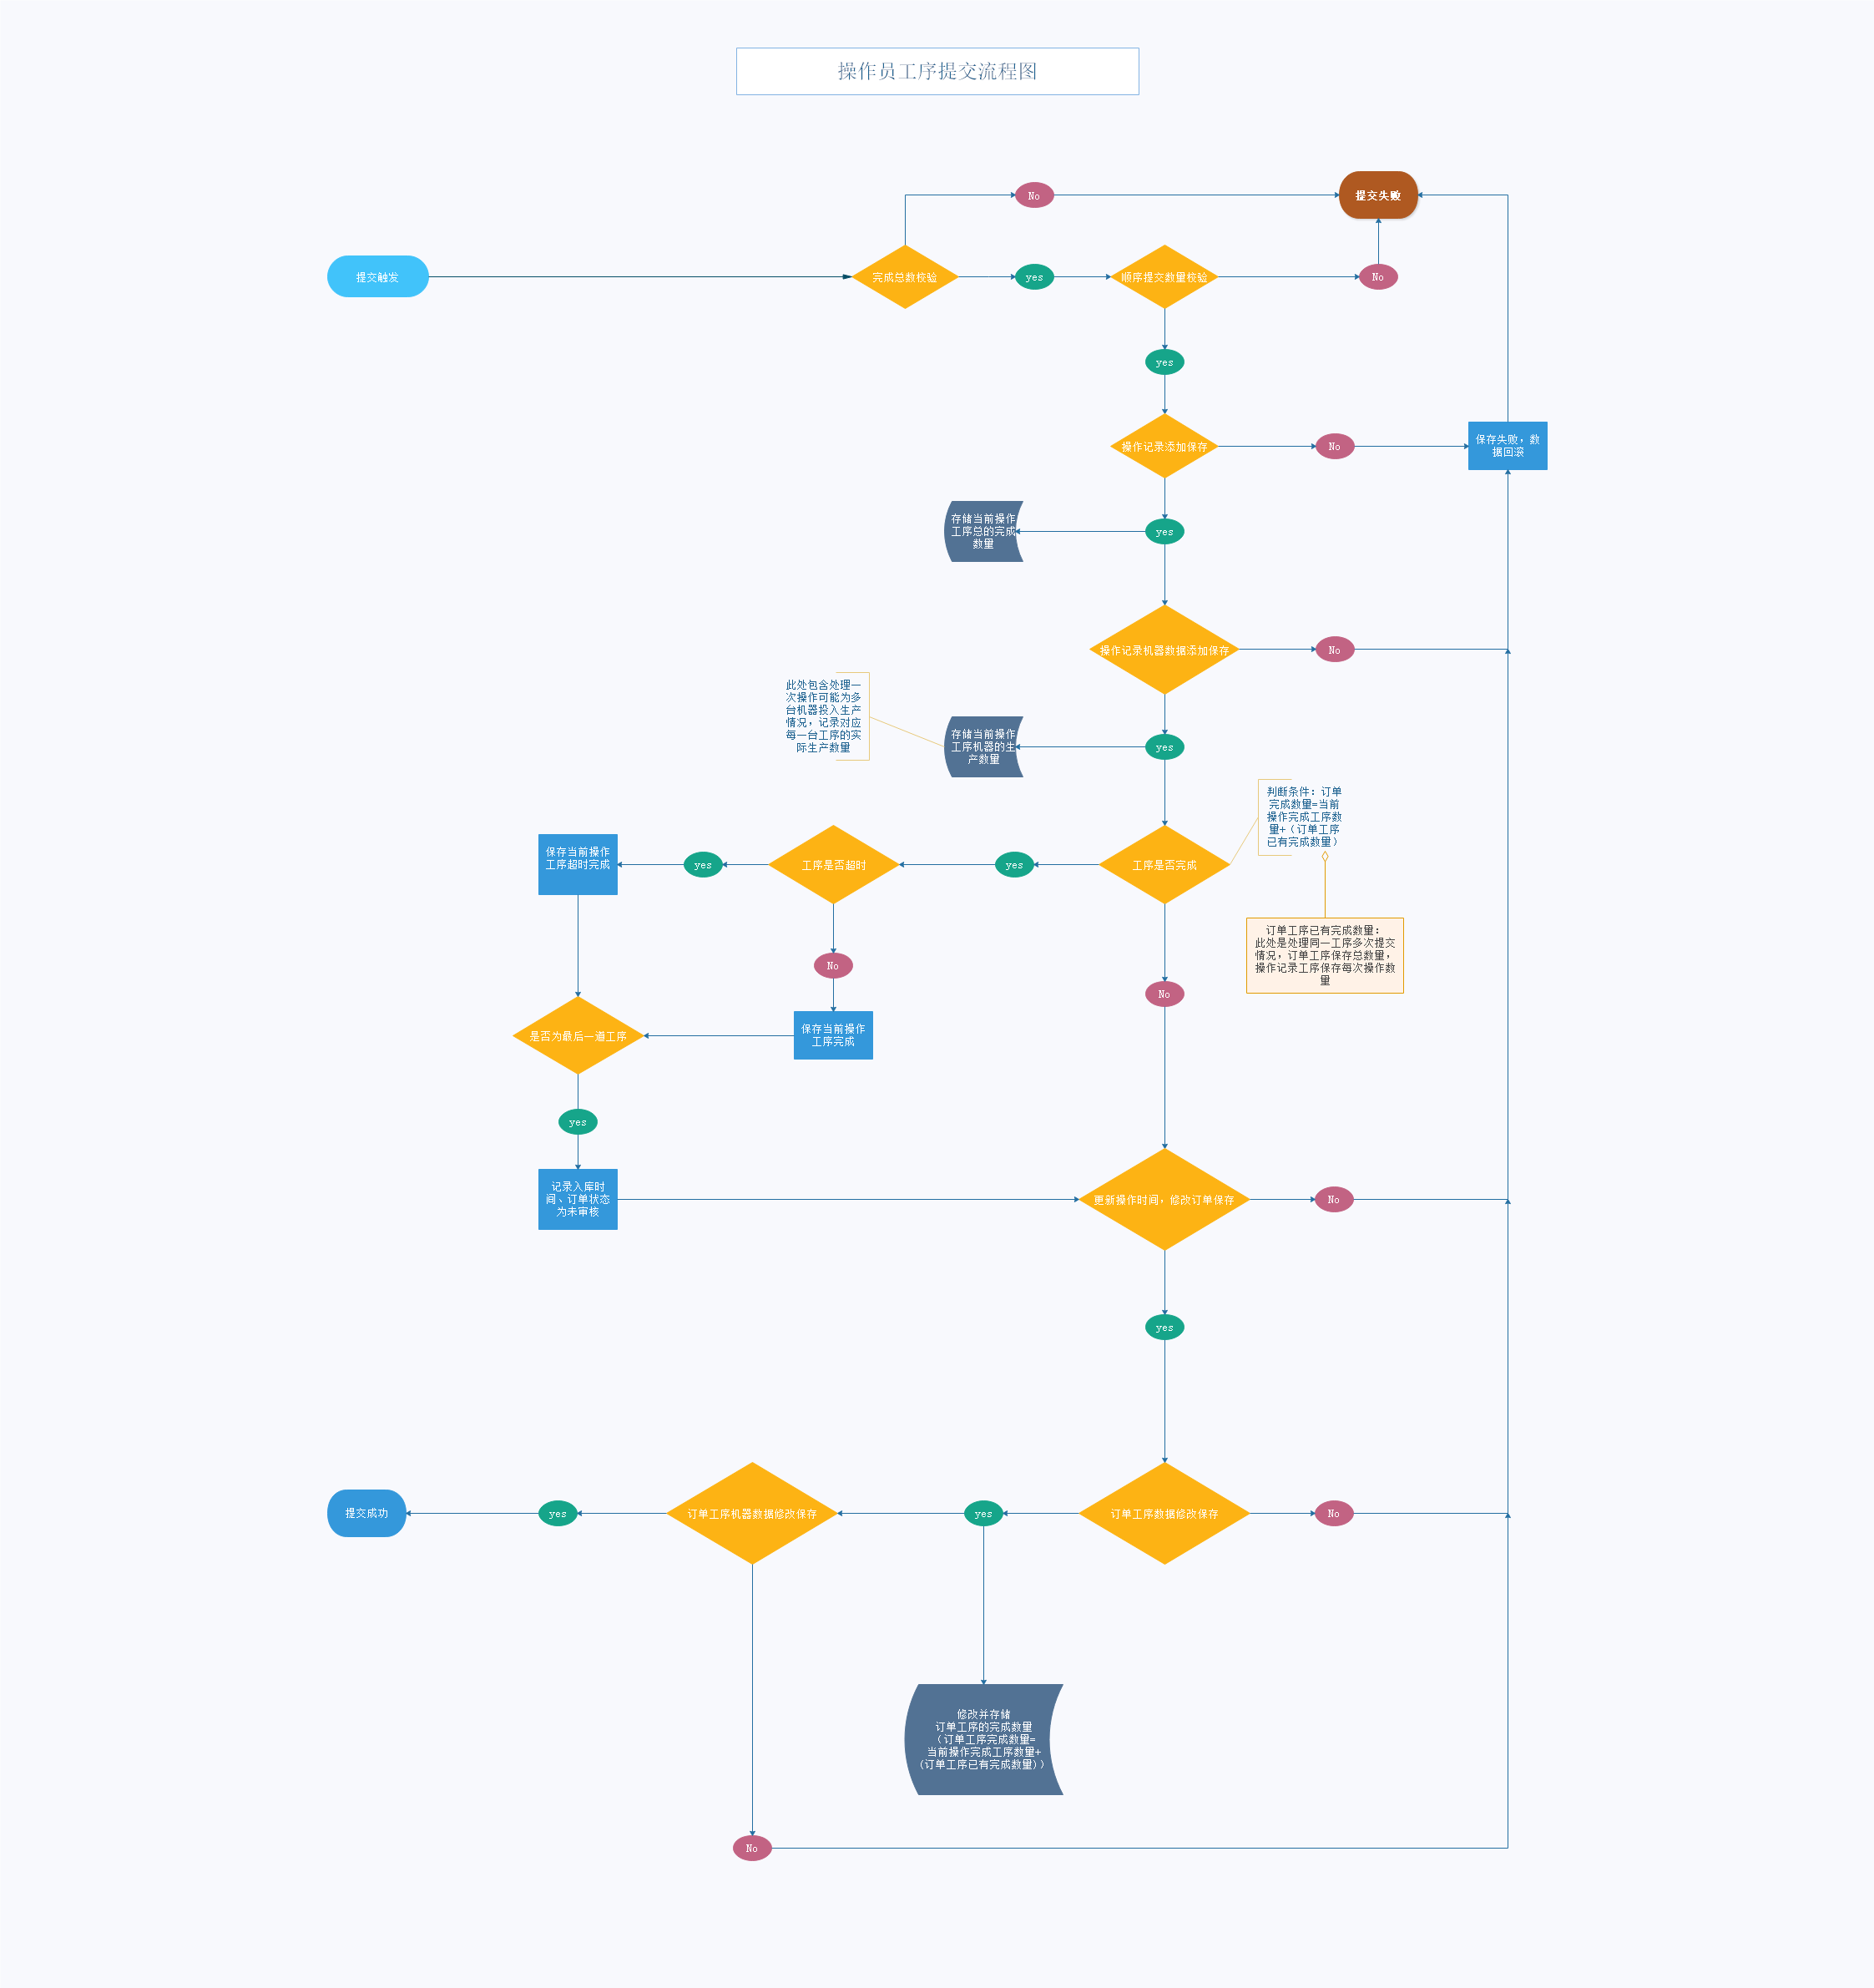 操作员工序提交流程图
No
提交失败
提交触发
完成总数校验
yes
顺序提交数量校验
No
yes
操作记录添加保存
No
保存失败，数
据回滚
存储当前操作
工序总的完成
数量
yes
操作记录机器数据添加保存
No
此处包含处理一
次操作可能为多
台机器投入生产
情况，记录对应
每一台工序的实
际生产数量
存储当前操作
工序机器的生
产数量
yes
判断条件：订单
完成数量=当前
操作完成工序数
量+（订单工序
已有完成数量）
保存当前操作
工序超时完成
yes
工序是否超时
yes
工序是否完成
订单工序已有完成数量：
此处是处理同一工序多次提交
情况，订单工序保存总数量，
操作记录工序保存每次操作数
量
No
No
是否为最后一道工序
保存当前操作
工序完成
yes
记录入库时
间、订单状态
为未审核
更新操作时间，修改订单保存
No
yes
提交成功
yes
订单工序机器数据修改保存
yes
订单工序数据修改保存
No
修改并存储
订单工序的完成数量
（订单工序完成数量=
当前操作完成工序数量+
（订单工序已有完成数量））
No